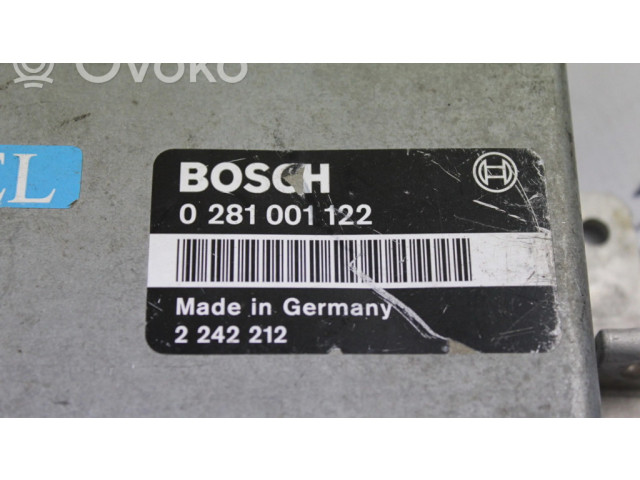 Ovoko
EL
BOSCH
0 281 001 122
Made in Germany
2 242 212